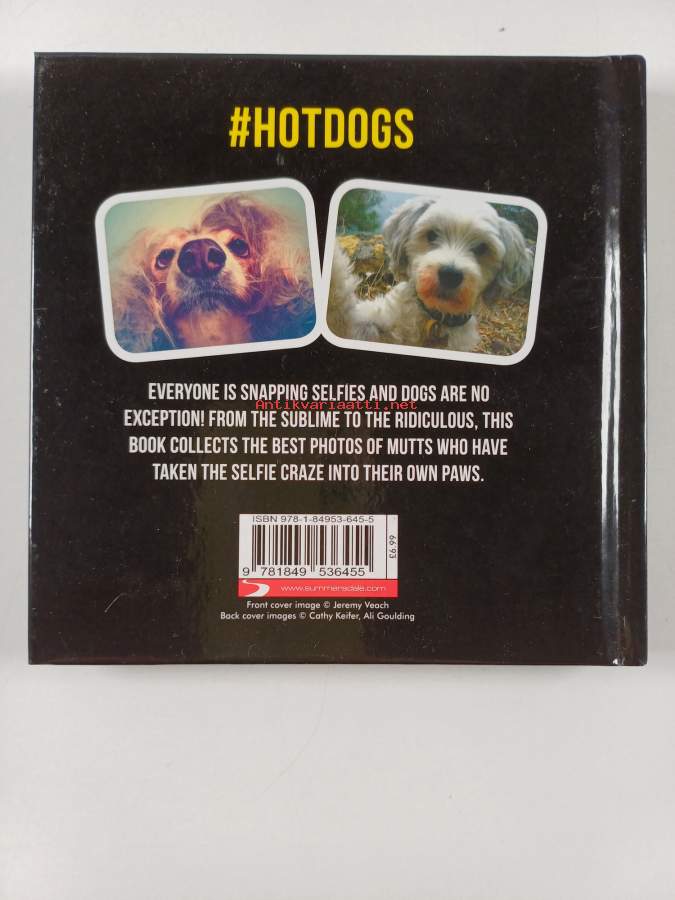 #HOTDOGS
EVERYONE IS SNAPPING SELFIES AND DOGS ARE NO
Antikvariaatti.net
EXCEPTION! FROM THE SUBLIME TO THE RIDICULOUS, THIS
BOOK COLLECTS THE BEST PHOTOS OF MUTTS WHO HAVE
TAKEN THE SELFIE CRAZE INTO THEIR OWN PAWS.
ISBN 978-1-84953-645-5
£6.99
9 781849 536455
www.summersdale.com
Front cover image © Jeremy Veach
Back cover images © Cathy Keifer, Ali Goulding